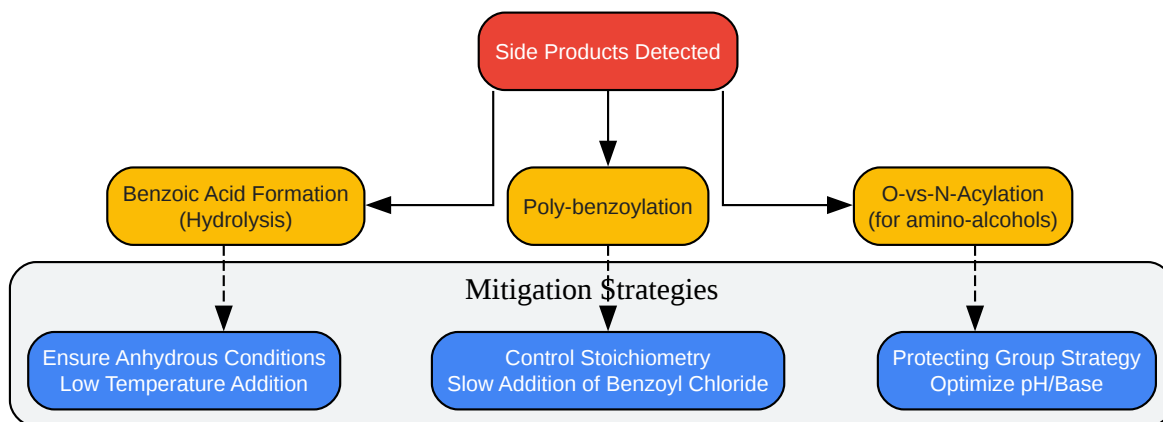 Side Products Detected
Benzoic Acid Formation
(Hydrolysis)
Poly-benzoylation
O-vs-N-Acylation
(for amino-alcohols)
Mitigation Strategies
Ensure Anhydrous Conditions
Low Temperature Addition
Control Stoichiometry
Slow Addition of Benzoyl Chloride
Protecting Group Strategy
Optimize pH/Base